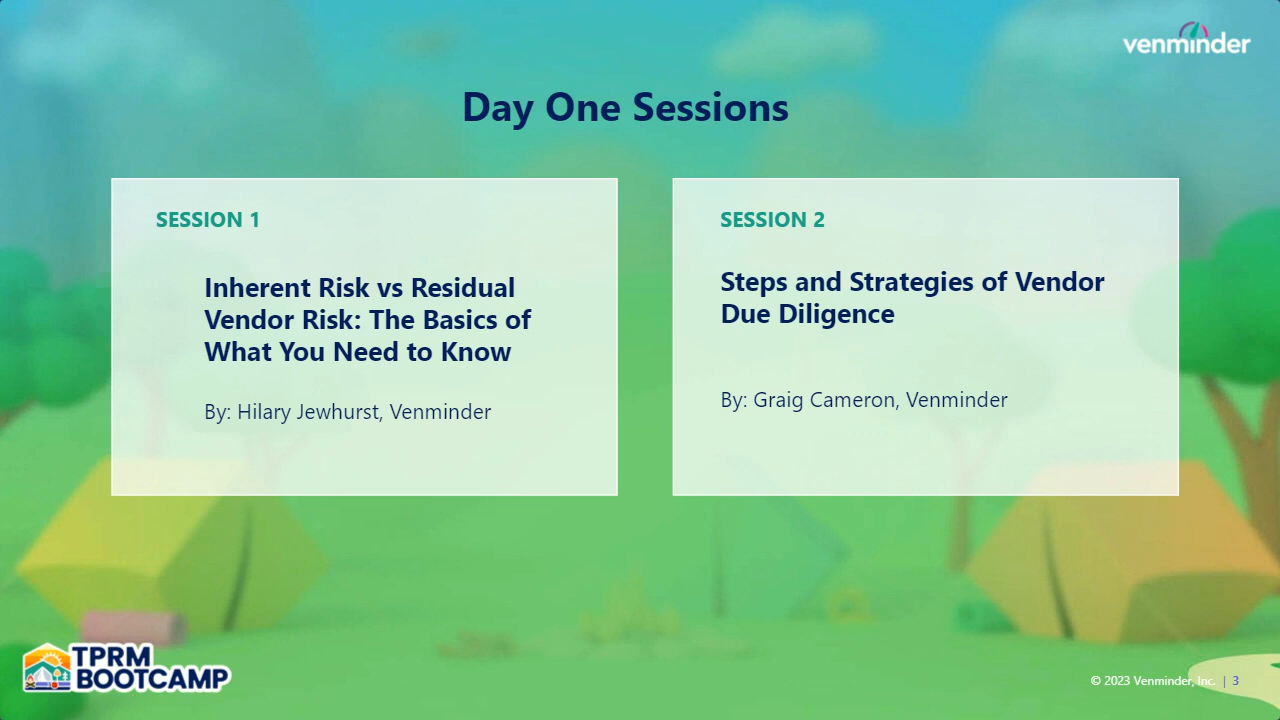 venminder
Day One Sessions
SESSION 1
Inherent Risk vs Residual
Vendor Risk: The Basics of
What You Need to Know
By: Hilary Jewhurst, Venminder
SESSION 2
Steps and Strategies of Vendor
Due Diligence
By: Graig Cameron, Venminder
TPRM
BOOTCAMP
© 2023 Venminder, Inc. | 3